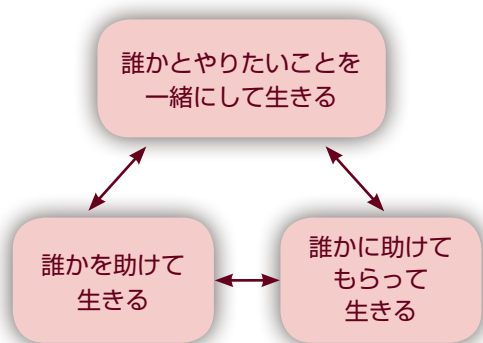 誰かとやりたいことを
一緒にして生きる
誰かを助けて
生きる
誰かに助けて
もらって
生きる